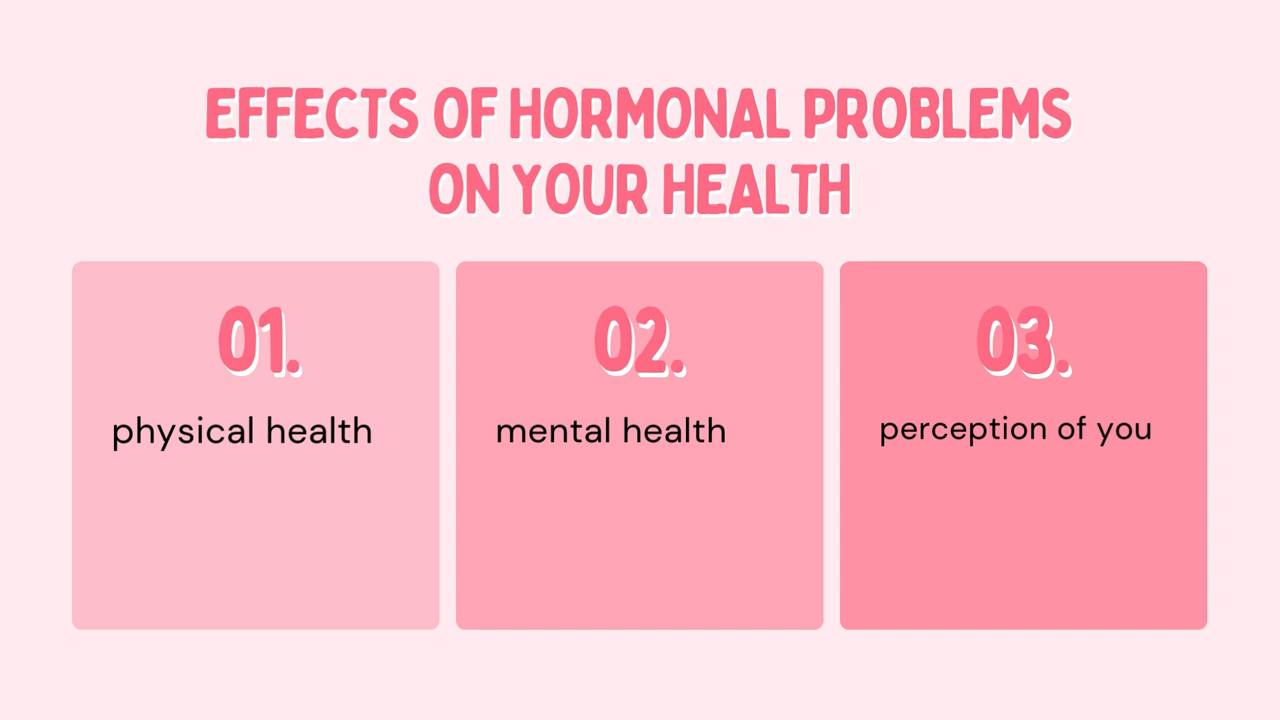 EFFECTS OF HORMONAL PROBLEMS
ON YOUR HEALTH
01.
physical health
02.
mental health
03.
perception of you